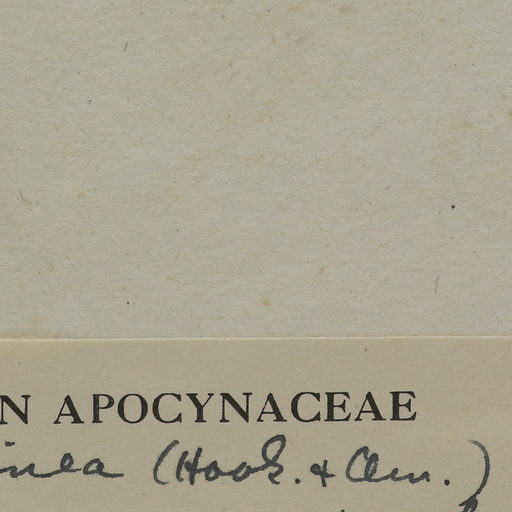 N APOCYNACEAE
inea (Hook. & Arn.)